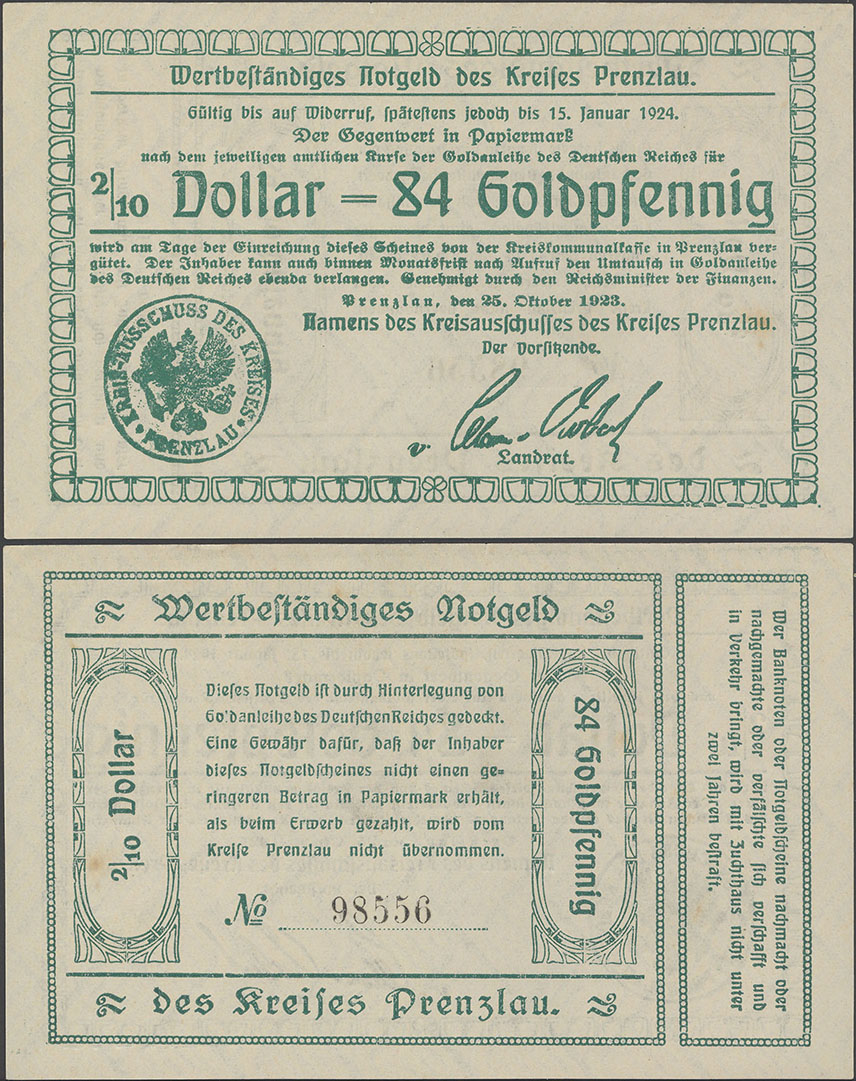 Wertbeſtändiges Notgeld des Kreiſes Prenzlau.
Gültig bis auf Widerruf, ſpäteſtens jedoch bis 15. Januar 1924.
Der Gegenwert in Papiermark
nach dem jeweiligen amtlichen Kurſe der Goldanleihe des Deutſchen Reiches für
2/10 Dollar = 84 Goldpfennig
wird am Tage der Einreichung dieſes Scheines von der Kreiskommunalkaſſe in Prenzlau ver=
gütet. Der Inhaber kann auch binnen Monatsfriſt nach Aufruf den Umtauſch in Goldanleihe
des Deutſchen Reiches ebenda verlangen. Genehmigt durch den Reichsminiſter der Finanzen.
Prenzlau, den 25. Oktober 1923.
Namens des Kreisausſchuſſes des Kreiſes Prenzlau.
Der Vorſitzende.
KREIS-AUSSCHUSS DES KREISES
PRENZLAU
v.
Landrat.
Wertbeſtändiges Notgeld
2/10 Dollar
Dieſes Notgeld iſt durch Hinterlegung von
Goldanleihe des Deutſchen Reiches gedeckt.
Eine Gewähr dafür, daß der Inhaber
dieſes Notgeldſcheines nicht einen ge=
ringeren Betrag in Papiermark erhält,
als beim Erwerb gezahlt, wird vom
Kreiſe Prenzlau nicht übernommen.
No 98556
84 Goldpfennig
des Kreiſes Prenzlau.
Wer Banknoten oder Notgeldſcheine nachmacht oder
nachgemachte oder verfälſchte ſich verſchafft und
in Verkehr bringt, wird mit Zuchthaus nicht unter
zwei Jahren beſtraft.